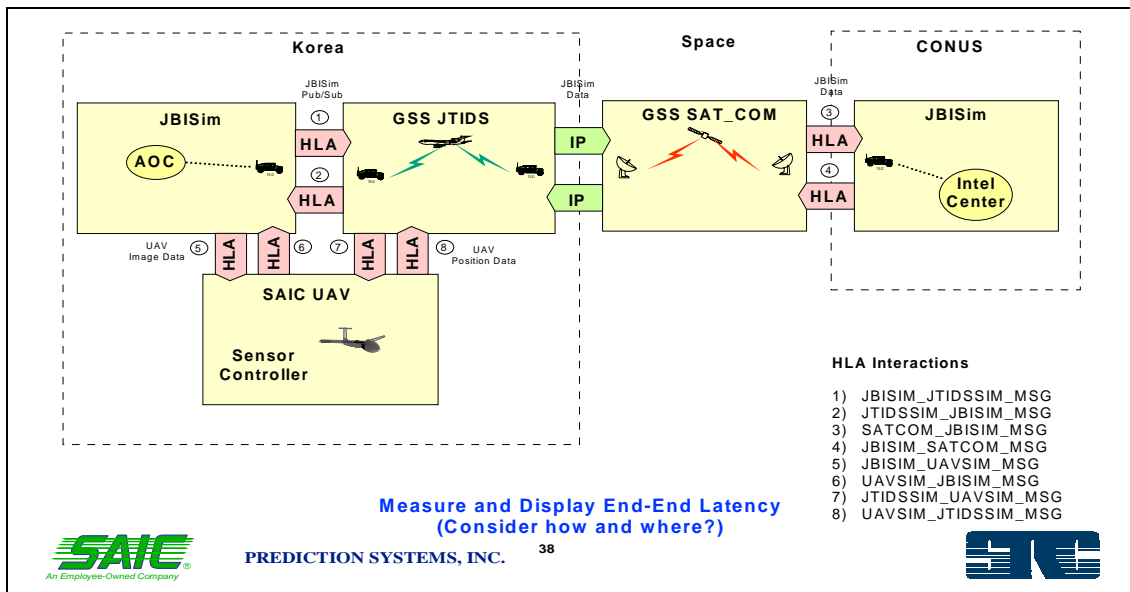 Korea
Space
CONUS
JBISim
Pub/Sub
JBISim
Data
JBISim
Data
JBISim
GSS JTIDS
GSS SAT_COM
JBISim
1
3
HLA
IP
HLA
AOC
2
4
HLA
IP
HLA
Intel
Center
UAV
Image Data
5
HLA
HLA
6
7
HLA
HLA
8
UAV
Position Data
SAIC UAV
Sensor
Controller
HLA Interactions
1) JBISIM_JTIDSSIM_MSG
2) JTIDSSIM_JBISIM_MSG
3) SATCOM_JBISIM_MSG
4) JBISIM_SATCOM_MSG
5) JBISIM_UAVSIM_MSG
6) UAVSIM_JBISIM_MSG
7) JTIDSSIM_UAVSIM_MSG
8) UAVSIM_JTIDSSIM_MSG
Measure and Display End-End Latency
(Consider how and where?)
SAIC®
An Employee-Owned Company
PREDICTION SYSTEMS, INC.
38
STC